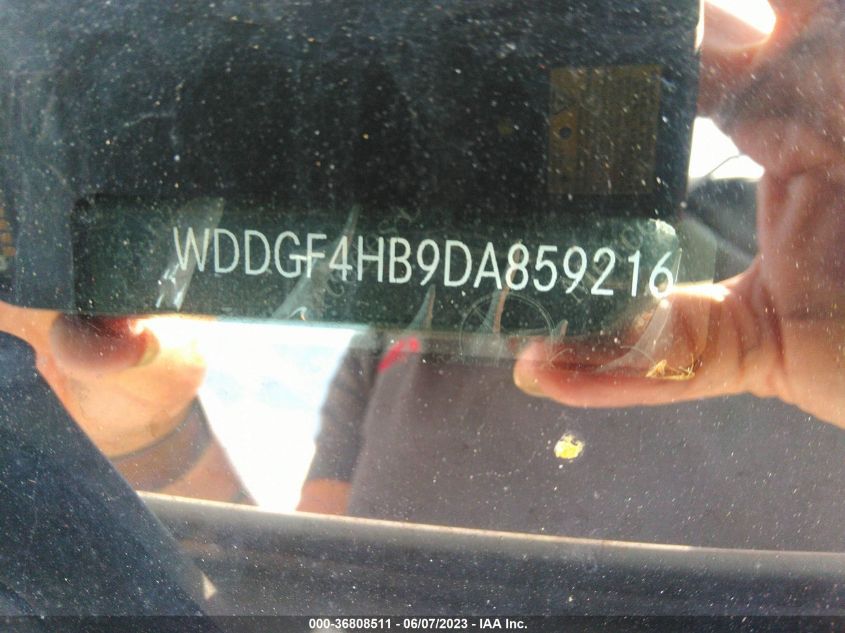 WDDGF4HB9DA859216
000-36808511 - 06/07/2023 - IAA Inc.